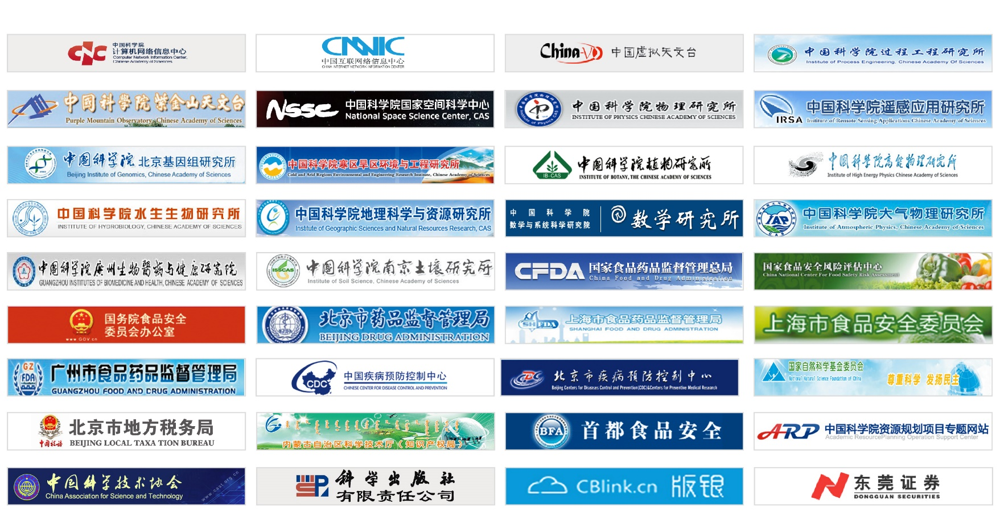 CNC
中国科学院
计算机网络信息中心
Computer Network Information Center,
Chinese Academy of Sciences
CNNIC
中国互联网络信息中心
CHINA INTERNET NETWORK INFORMATION CENTER
China-VO 中国虚拟天文台
中国科学院过程工程研究所
Institute of Process Engineering, Chinese Academy Of Sciences
中国科学院紫金山天文台
Purple Mountain Observatory, Chinese Academy of Sciences
NSSC
中国科学院国家空间科学中心
National Space Science Center, CAS
中国科学院物理研究所
INSTITUTE OF PHYSICS CHINESE ACADEMY OF SCIENCES
IRSA
中国科学院遥感应用研究所
Institute of Remote Sensing Applications Chinese Academy of Sciences
中国科学院 北京基因组研究所
Beijing Institute of Genomics, Chinese Academy of Sciences
中国科学院寒区旱区环境与工程研究所
Cold and Arid Regions Environmental and Engineering Research Institute, Chinese Academy of Sciences
IB-CAS
中国科学院植物研究所
INSTITUTE OF BOTANY, THE CHINESE ACADEMY OF SCIENCES
中国科学院高能物理研究所
Institute of High Energy Physics Chinese Academy of Sciences
中国科学院水生生物研究所
INSTITUTE OF HYDROBIOLOGY, CHINESE ACADEMY OF SCIENCES
中国科学院地理科学与资源研究所
Institute of Geographic Sciences and Natural Resources Research, CAS
中国科学院
数学与系统科学研究院
数学研究所
IAP
CAS
中国科学院大气物理研究所
Institute of Atmospheric Physics, Chinese Academy of Sciences
中国科学院广州生物医药与健康研究院
GUANGZHOU INSTITUTES OF BIOMEDICINE AND HEALTH, CHINESE ACADEMY OF SCIENCES
ISSCAS
中国科学院南京土壤研究所
Institute of Soil Science, Chinese Academy of Sciences
CFDA
国家食品药品监督管理总局
China Food and Drug Administration
国家食品安全风险评估中心
China National Center For Food Safety Risk Assessment
www.GOV.cn
国务院食品安全
委员会办公室
北京市药品监督管理局
BEIJING DRUG ADMINISTRATION
SHFDA
上海市食品药品监督管理局
SHANGHAI FOOD AND DRUG ADMINISTRATION
上海市食品安全委员会
GZ
FDA
广州市食品药品监督管理局
GUANGZHOU FOOD AND DRUG ADMINISTRATION
CDC
中国疾病预防控制中心
CHINESE CENTER FOR DISEASE CONTROL AND PREVENTION
CDC
北京市疾病预防控制中心
Beijing Centers for Diseases Control and Prevention(CDC)&Centers for Preventive Medical Research
国家自然科学基金委员会
National Natural Science Foundation of China
尊重科学 发扬民主
中国税务
北京市地方税务局
BEIJING LOCAL TAXA TION BUREAU
内蒙古自治区科学技术厅(知识产权局)
BFA
首都食品安全
ARP
中国科学院资源规划项目专题网站
Academic ResourcePlanning Operation Support Center
中国科学技术协会
China Association for Science and Technology
www.cast.org.cn
科学出版社
有限责任公司
CBlink.cn 版银
东莞证券
DONGGUAN SECURITIES